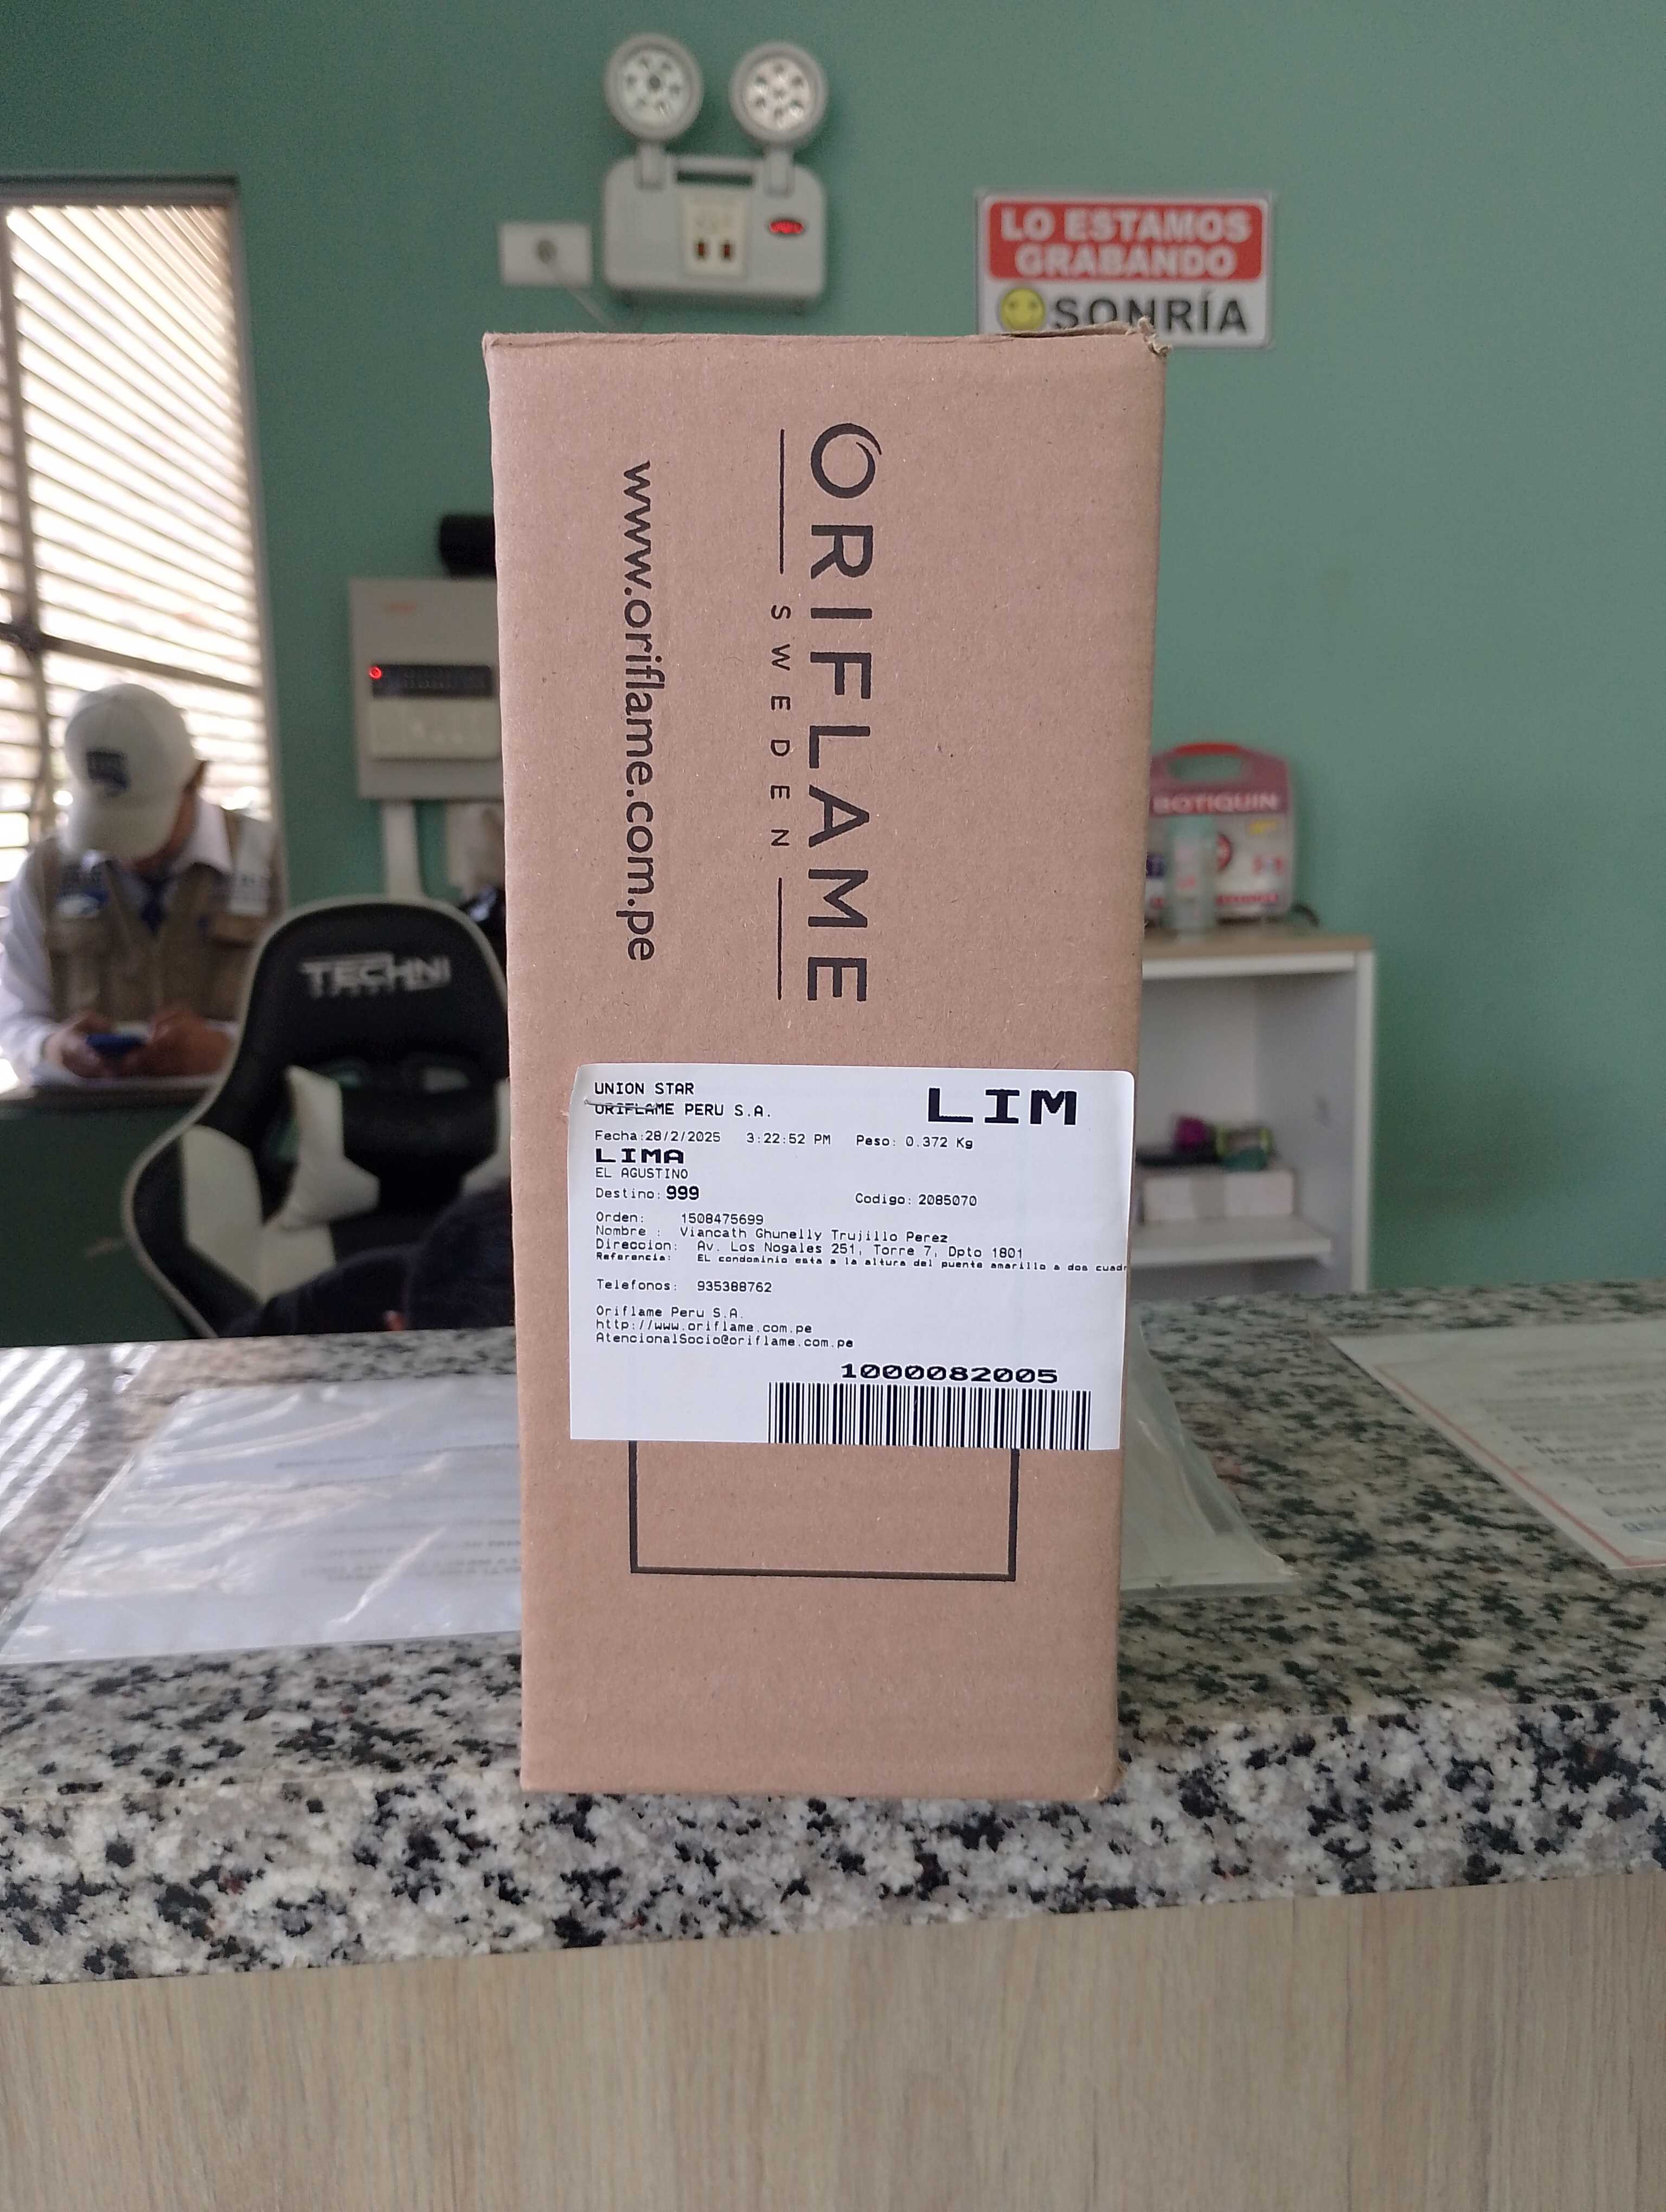 LO ESTAMOS
GRABANDO
SONRÍA
ORIFLAME
SWEDEN
www.oriflame.com.pe
BOTIQUIN
TECHNI
UNION STAR
ORIFLAME PERU S.A.
LIM
Fecha:28/2/2025 3:22:52 PM Peso: 0.372 Kg
LIMA
EL AGUSTINO
Destino: 999 Codigo: 2085070
Orden: 1508475699
Nombre : Viancath Ghunelly Trujillo Perez
Direccion: Av. Los Nogales 251, Torre 7, Dpto 1801
Referencia: EL condominio esta a la altura del puente amarillo a dos cuadr
Telefonos: 935388762
Oriflame Peru S.A.
http://www.oriflame.com.pe
AtencionalSocio@oriflame.com.pe
1000082005